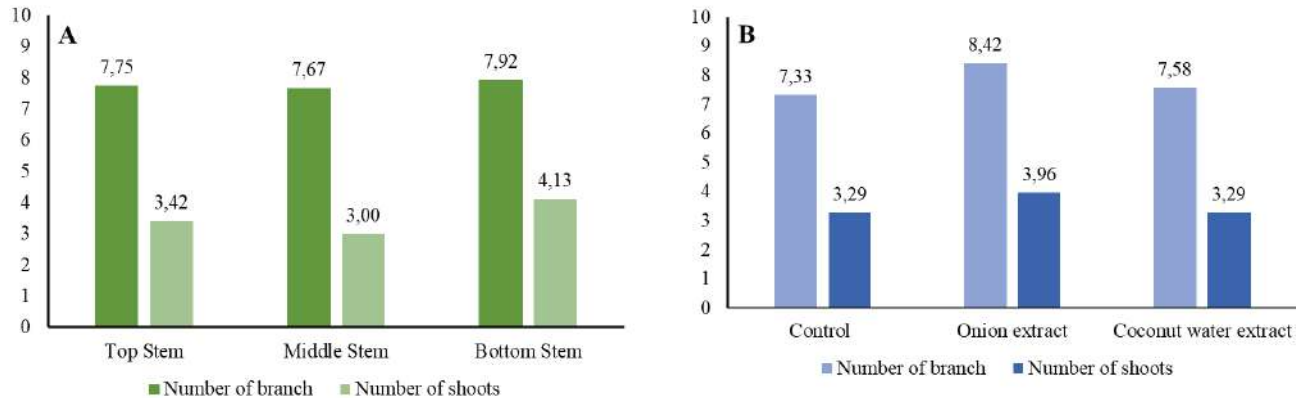 A
10
9
8
7
6
5
4
3
2
1
0
7,75
3,42
7,67
3,00
7,92
4,13
Top Stem
Middle Stem
Bottom Stem
Number of branch
Number of shoots
B
10
9
8
7
6
5
4
3
2
1
0
7,33
3,29
8,42
3,96
7,58
3,29
Control
Onion extract
Coconut water extract
Number of branch
Number of shoots